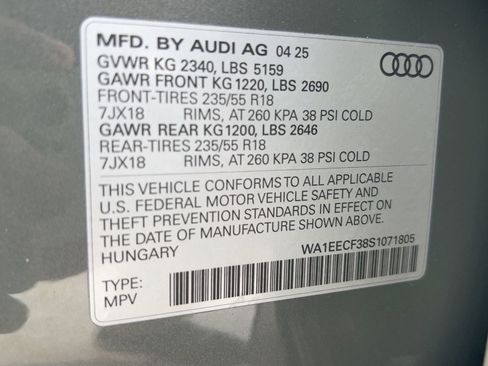 MFD. BY AUDI AG 04 25
GVWR KG 2340, LBS 5159
GAWR FRONT KG 1220, LBS 2690
FRONT-TIRES 235/55 R18
7JX18 RIMS, AT 260 KPA 38 PSI COLD
GAWR REAR KG 1200, LBS 2646
REAR-TIRES 235/55 R18
7JX18 RIMS, AT 260 KPA 38 PSI COLD
THIS VEHICLE CONFORMS TO ALL APPLICABLE
U.S. FEDERAL MOTOR VEHICLE SAFETY AND
THEFT PREVENTION STANDARDS IN EFFECT ON
THE DATE OF MANUFACTURE SHOWN ABOVE.
HUNGARY
WA1EECF38S1071805
TYPE:
MPV